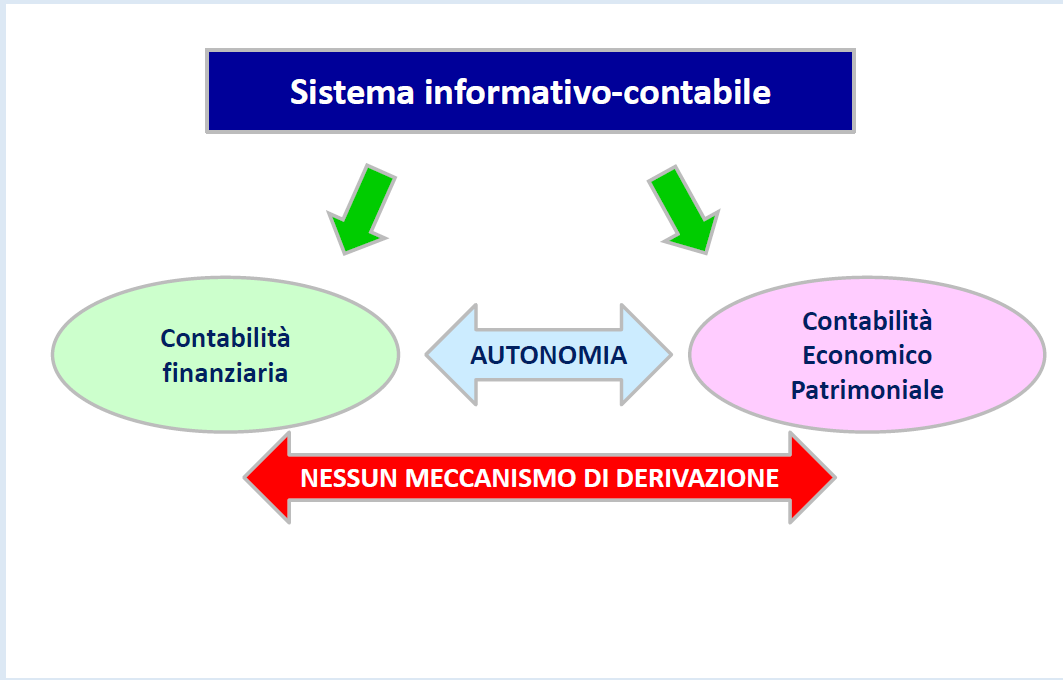 Sistema informativo-contabile
Contabilità
finanziaria
AUTONOMIA
Contabilità
Economico
Patrimoniale
NESSUN MECCANISMO DI DERIVAZIONE